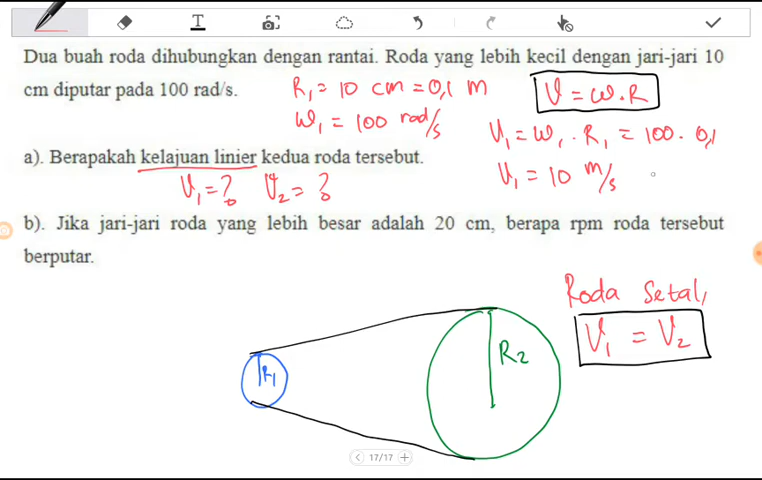 Dua buah roda dihubungkan dengan rantai. Roda yang lebih kecil dengan jari-jari 10
cm diputar pada 100 rad/s.
R₁ = 10 cm = 0,1 m
V = ω.R
ω₁ = 100 rad/s
V₁ = ω₁ . R₁ = 100 . 0,1
a). Berapakah kelajuan linier kedua roda tersebut.
V₁ = 10 m/s
V₁ = ? V₂ = ?
b). Jika jari-jari roda yang lebih besar adalah 20 cm, berapa rpm roda tersebut
berputar.
Roda Setali
V₁ = V₂
R₂
R₁
17/17